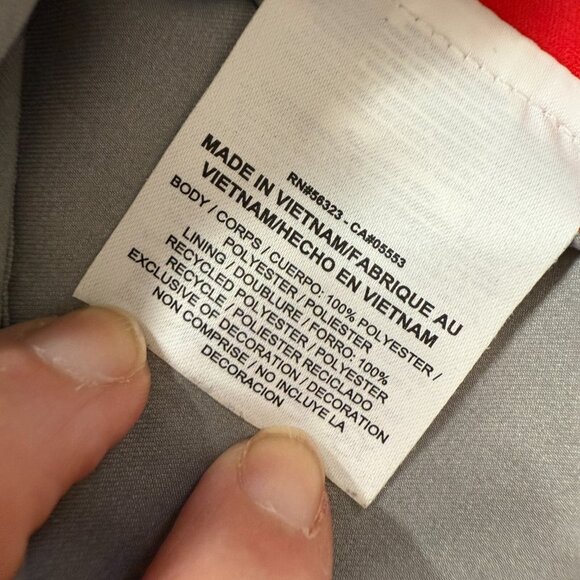 RN#56323 - CA#05553
MADE IN VIETNAM/FABRIQUE AU
VIETNAM/HECHO EN VIETNAM
BODY / CORPS / CUERPO: 100% POLYESTER /
POLYESTER / POLIESTER
LINING / DOUBLURE / FORRO: 100%
RECYCLED POLYESTER / POLYESTER
RECYCLE / POLIESTER RECICLADO
EXCLUSIVE OF DECORATION / DECORATION
NON COMPRISE / NO INCLUYE LA
DECORACION